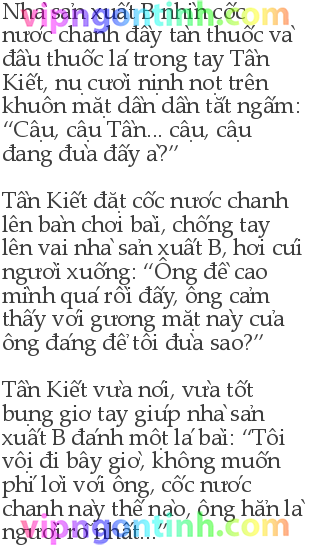 Nhà sản xuất B nhìn cốc
nước chanh đầy tàn thuốc và
đầu thuốc lá trong tay Tần
Kiết, nụ cười nịnh nọt trên
khuôn mặt dần dần tắt ngấm:
“Cậu, cậu Tần... cậu, cậu
đang đùa đấy à?”
Tần Kiết đặt cốc nước chanh
lên bàn chơi bài, chống tay
lên vai nhà sản xuất B, hơi cúi
người xuống: “Ông đề cao
mình quá rồi đấy, ông cảm
thấy với gương mặt này của
ông đáng để tôi đùa sao?”
Tần Kiết vừa nói, vừa tốt
bụng giơ tay giúp nhà sản
xuất B đánh một lá bài: “Tôi
vội đi bây giờ, không muốn
phí lời với ông, cốc nước
chanh này thế nào, ông hẳn là
người rõ nhất...”
vipngontinh.com
vipngontinh.com